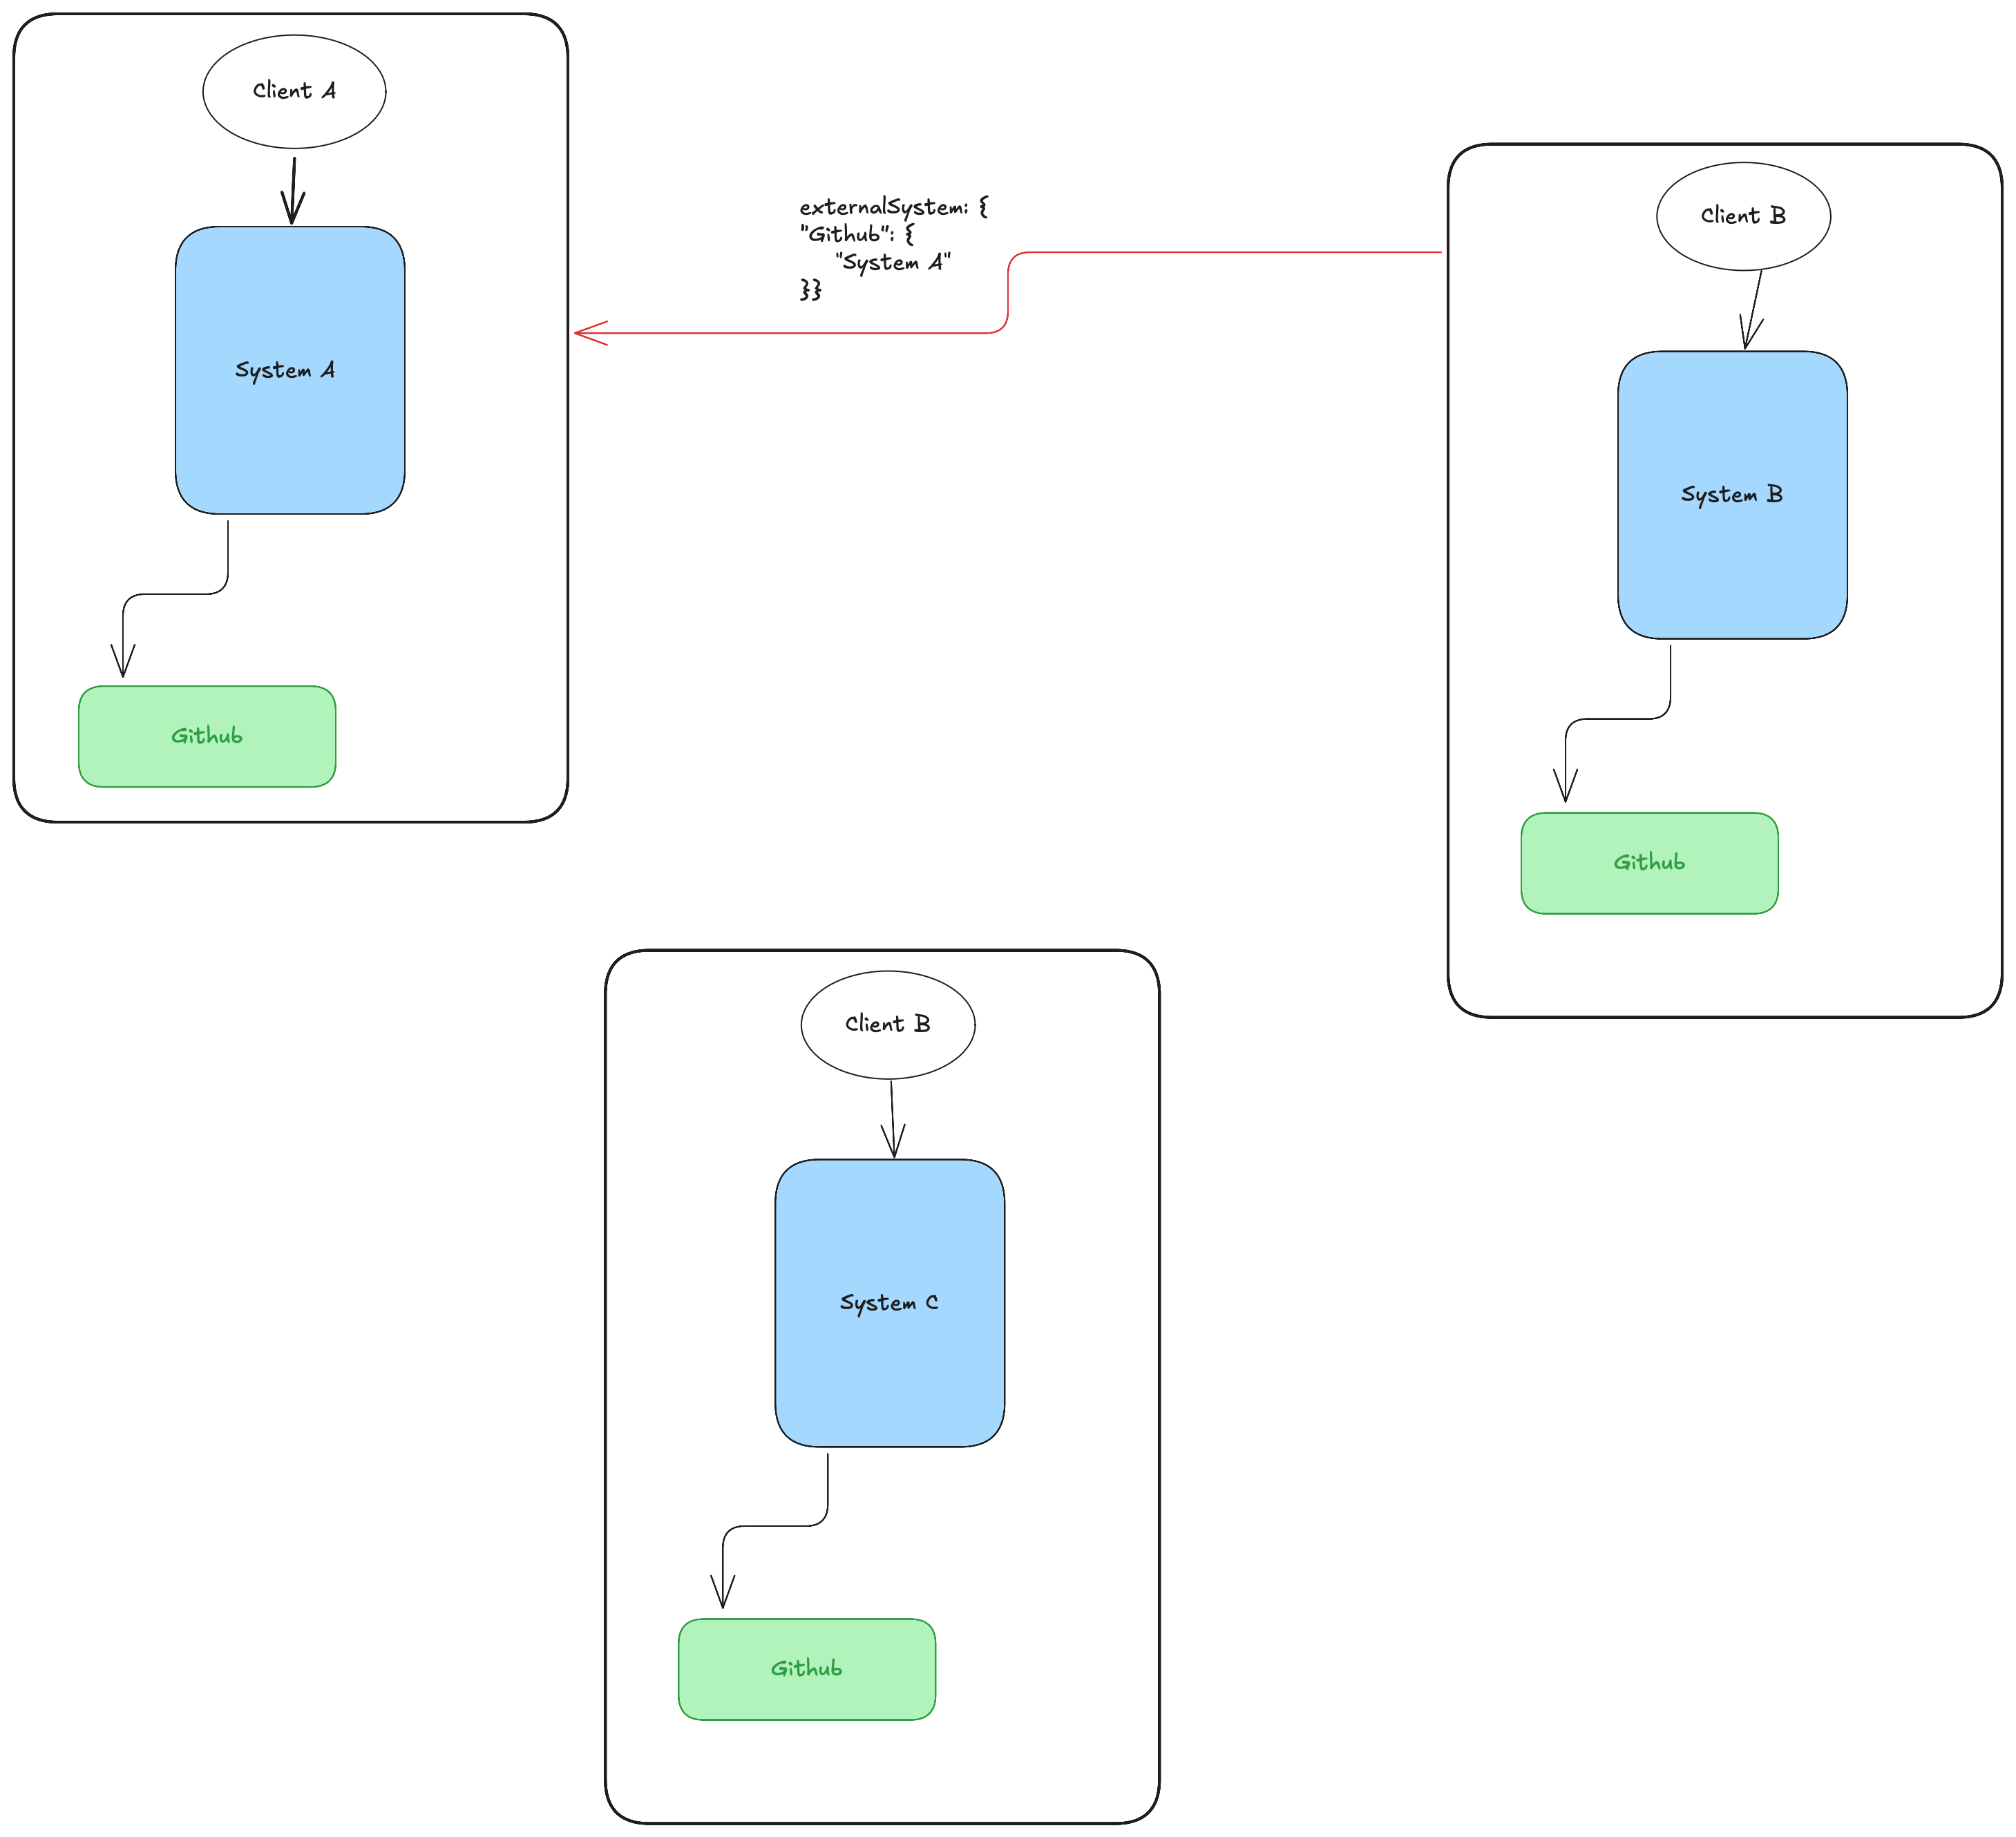 Client A
System A
Github
externalSystem: {
"Github": {
"System A"
}}
Client B
System B
Github
Client B
System C
Github